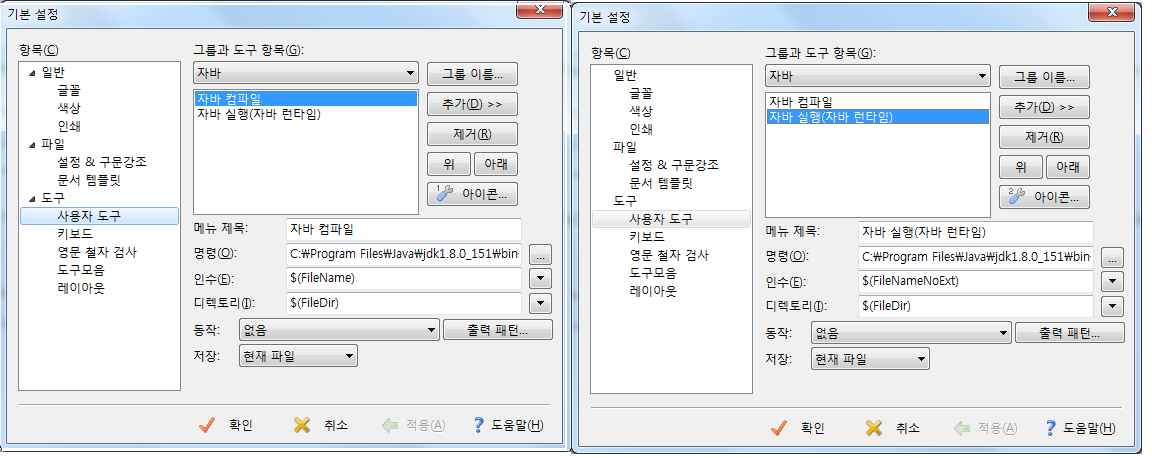 기본 설정
항목(C)
일반
글꼴
색상
인쇄
파일
설정 & 구문강조
문서 템플릿
도구
사용자 도구
키보드
영문 철자 검사
도구모음
레이아웃
그룹과 도구 항목(G):
자바
그룹 이름...
자바 컴파일
자바 실행(자바 런타임)
추가(D) >>
제거(R)
위 아래
1 아이콘...
메뉴 제목: 자바 컴파일
명령(O): C:₩Program Files₩Java₩jdk1.8.0_151₩bin ...
인수(E): $(FileName)
디렉토리(I): $(FileDir)
동작: 없음 출력 패턴...
저장: 현재 파일
확인 취소 적용(A) 도움말(H)
기본 설정
항목(C)
일반
글꼴
색상
인쇄
파일
설정 & 구문강조
문서 템플릿
도구
사용자 도구
키보드
영문 철자 검사
도구모음
레이아웃
그룹과 도구 항목(G):
자바
그룹 이름...
자바 컴파일
자바 실행(자바 런타임)
추가(D) >>
제거(R)
위 아래
2 아이콘...
메뉴 제목: 자바 실행(자바 런타임)
명령(O): C:₩Program Files₩Java₩jdk1.8.0_151₩bin ...
인수(E): $(FileNameNoExt)
디렉토리(I): $(FileDir)
동작: 없음 출력 패턴...
저장: 현재 파일
확인 취소 적용(A) 도움말(H)